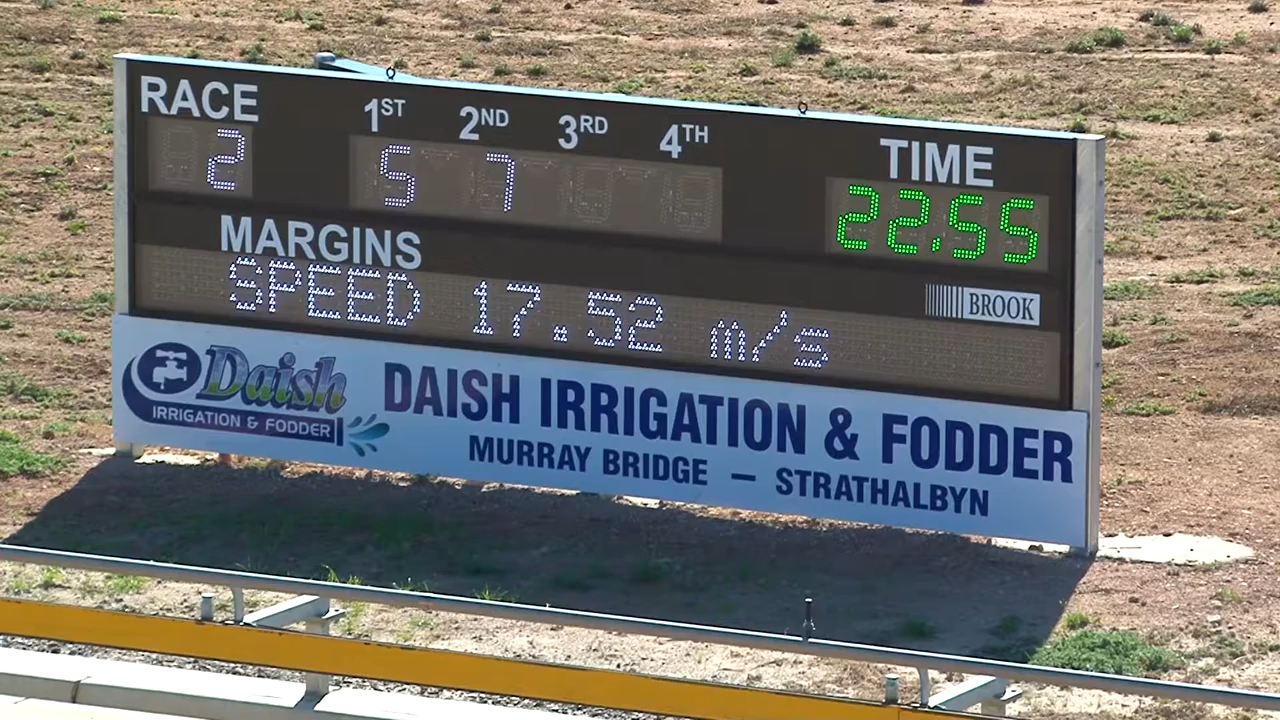 RACE 1ST 2ND 3RD 4TH TIME
2 5 7 22.55
MARGINS
SPEED 17.52 m/s
BROOK
Daish
IRRIGATION & FODDER
DAISH IRRIGATION & FODDER
MURRAY BRIDGE — STRATHALBYN